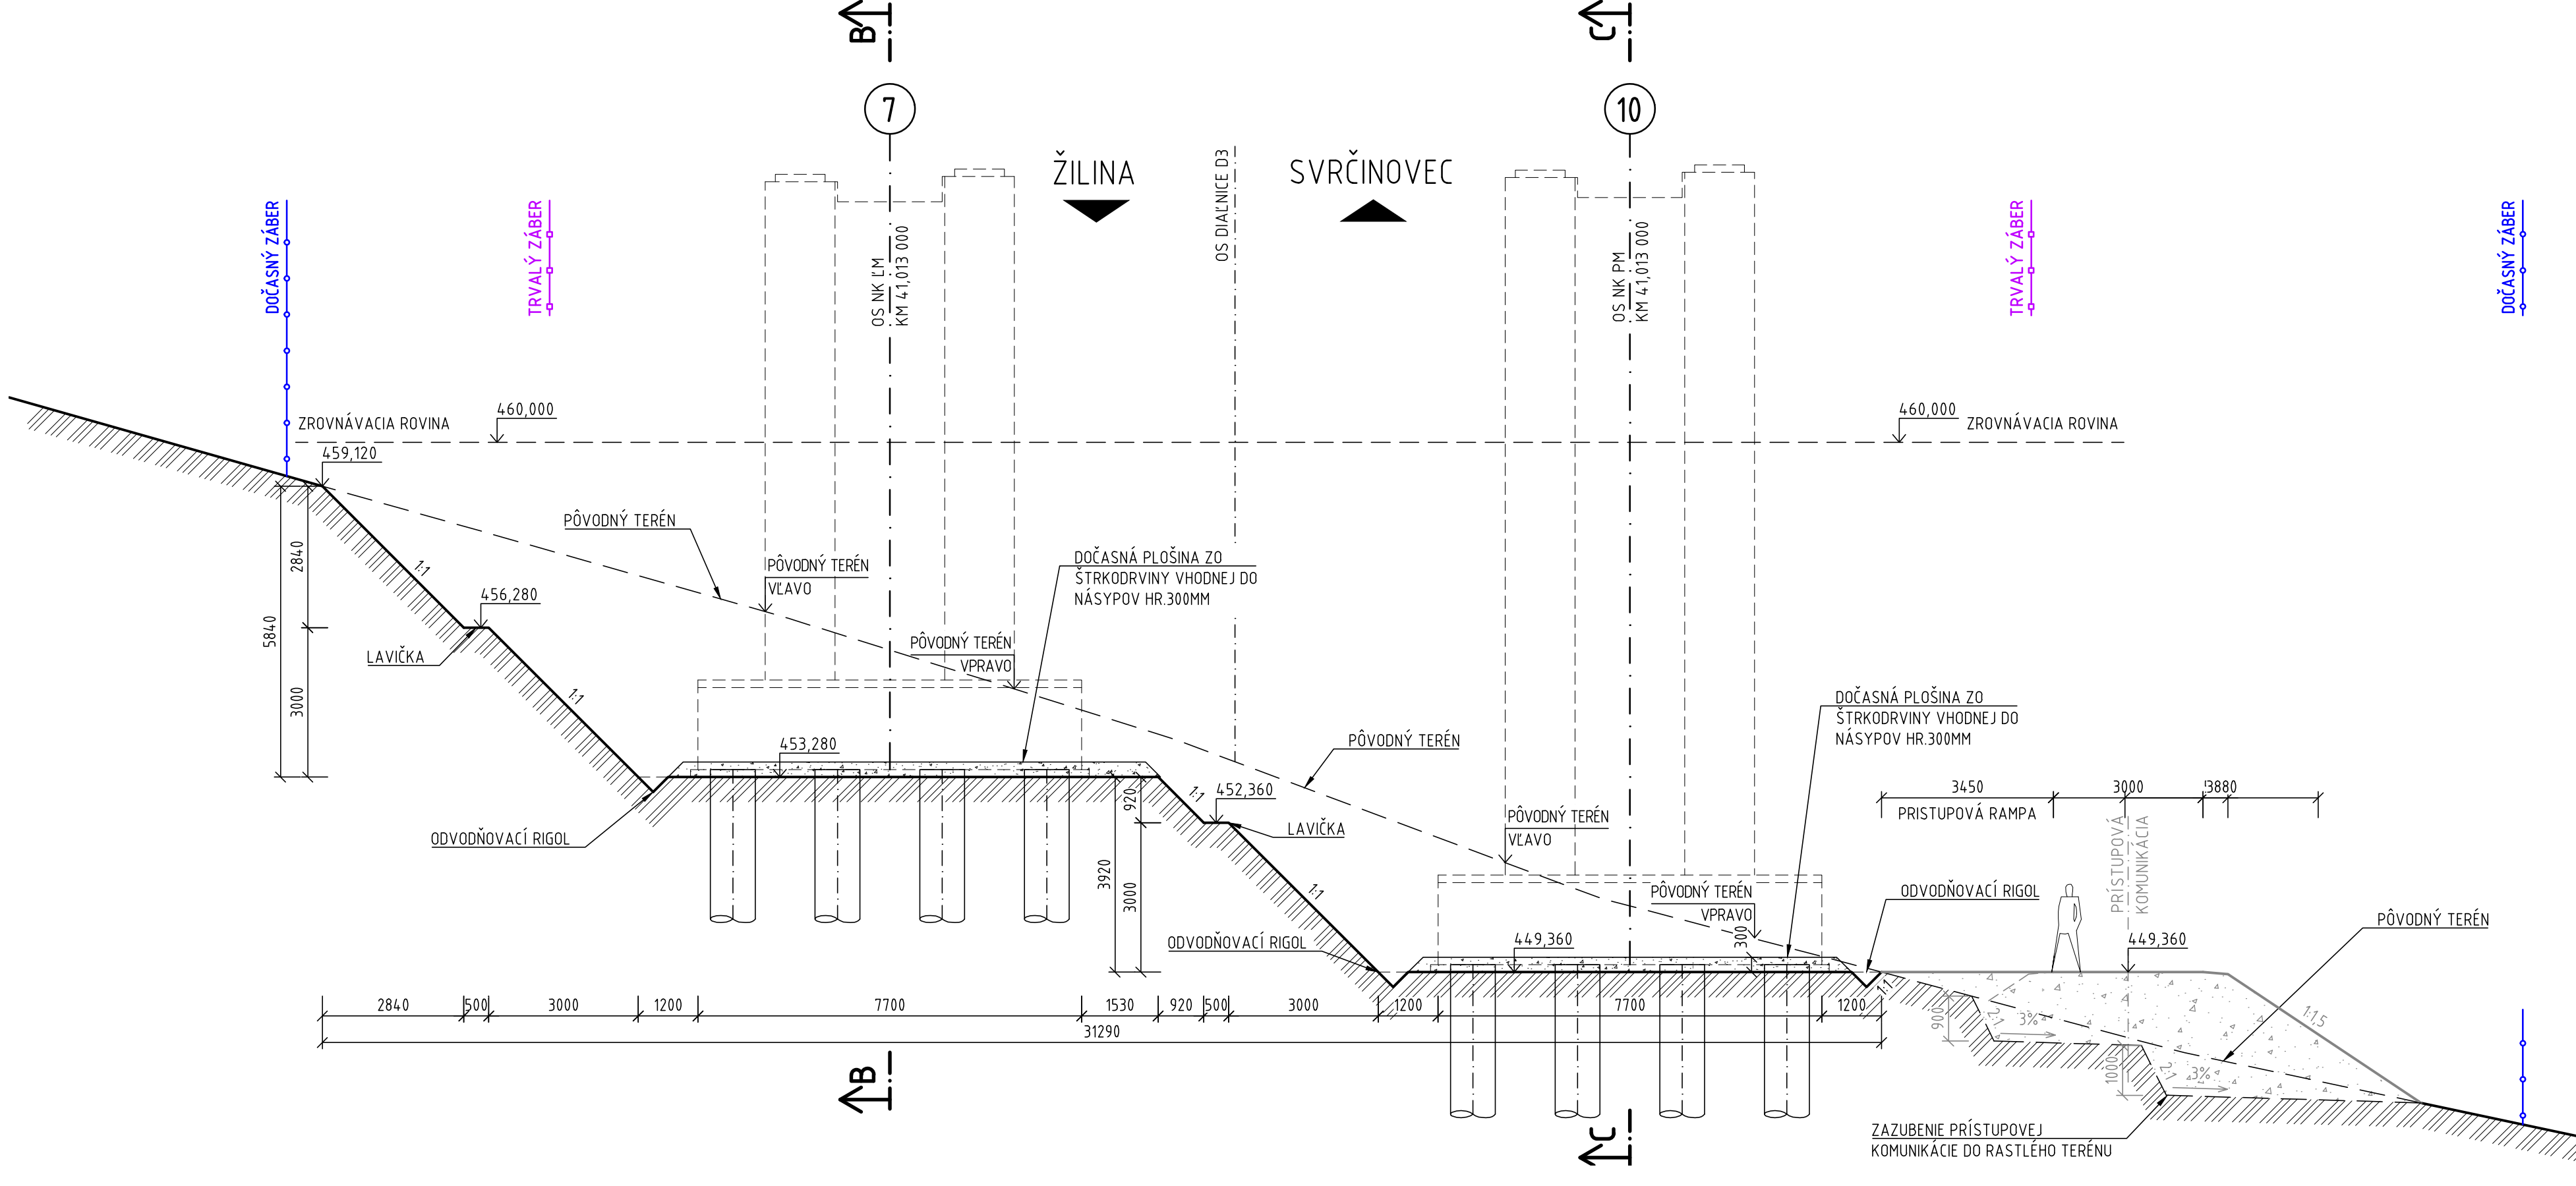 B
C
7
10
ŽILINA
SVRČINOVEC
OS DIAĽNICE D3
DOČASNÝ ZÁBER
TRVALÝ ZÁBER
OS NK ĽM
KM 41,013 000
OS NK PM
KM 41,013 000
TRVALÝ ZÁBER
DOČASNÝ ZÁBER
ZROVNÁVACIA ROVINA
460,000
460,000
ZROVNÁVACIA ROVINA
459,120
PÔVODNÝ TERÉN
PÔVODNÝ TERÉN
VĽAVO
DOČASNÁ PLOŠINA ZO
ŠTRKODRVINY VHODNEJ DO
NÁSYPOV HR.300MM
2840
1:1
456,280
5840
LAVIČKA
PÔVODNÝ TERÉN
VPRAVO
3000
1:1
DOČASNÁ PLOŠINA ZO
ŠTRKODRVINY VHODNEJ DO
NÁSYPOV HR.300MM
453,280
PÔVODNÝ TERÉN
1:1
920
452,360
3450
3000
3880
PRISTUPOVÁ RAMPA
PÔVODNÝ TERÉN
VĽAVO
LAVIČKA
ODVODŇOVACÍ RIGOL
PRÍSTUPOVÁ
KOMUNIKÁCIA
3920
3000
1:1
PÔVODNÝ TERÉN
VPRAVO
300
ODVODŇOVACÍ RIGOL
PÔVODNÝ TERÉN
ODVODŇOVACÍ RIGOL
449,360
449,360
1:1
2840
500
3000
1200
7700
1530
920
500
3000
1200
7700
1200
31290
900
2:1
3%
1:1,5
1000
2:1
3%
B
C
ZAZUBENIE PRÍSTUPOVEJ
KOMUNIKÁCIE DO RASTLÉHO TERÉNU